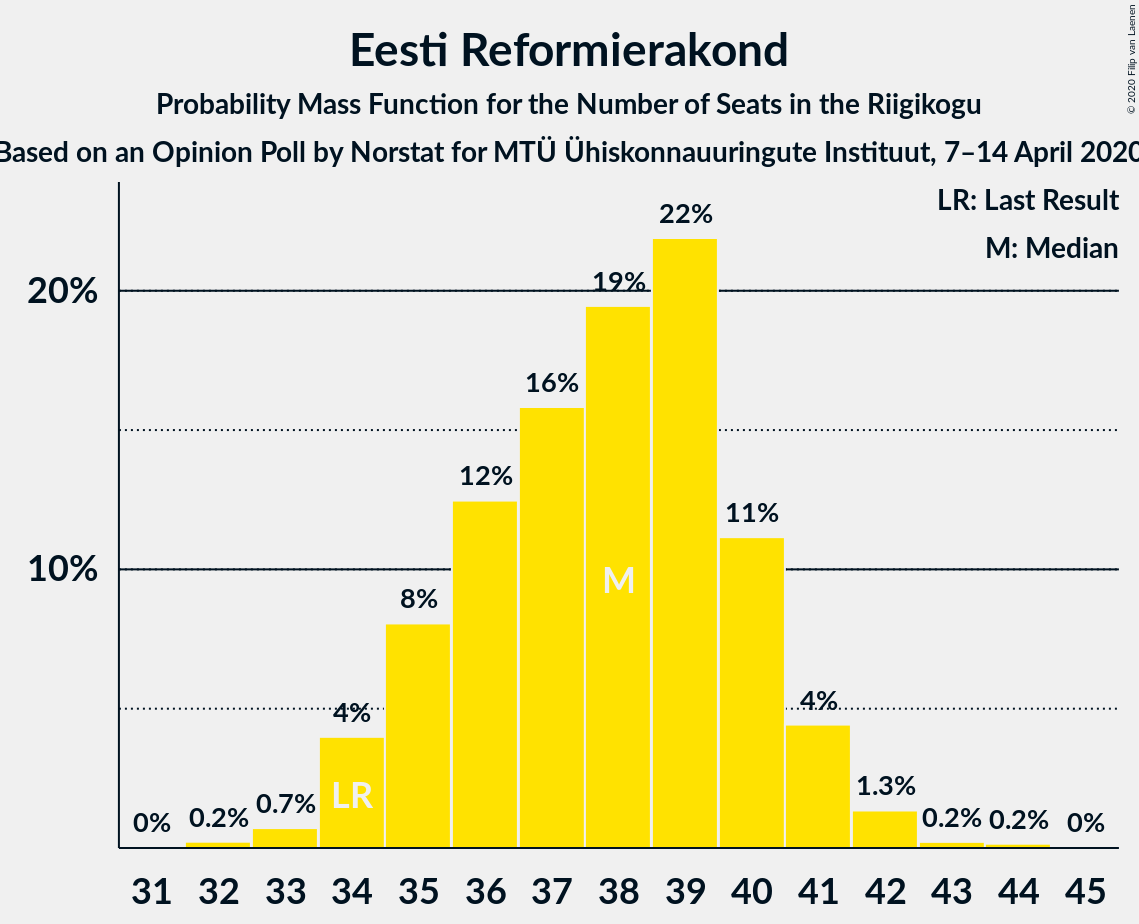 Eesti Reformierakond
Probability Mass Function for the Number of Seats in the Riigikogu
Based on an Opinion Poll by Norstat for MTÜ Ühiskonnauuringute Instituut, 7–14 April 2020
© 2020 Filip van Laenen
LR: Last Result
M: Median
22%
20%
19%
16%
12%
11%
10%
M
8%
4%
4%
LR
1.3%
0% 0.2% 0.7% 0.2% 0.2% 0%
31 32 33 34 35 36 37 38 39 40 41 42 43 44 45